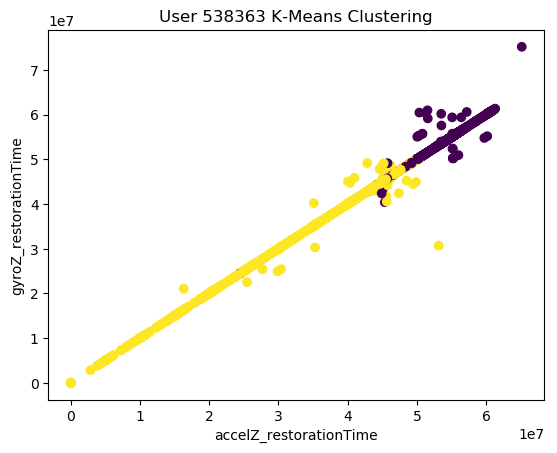 User 538363 K-Means Clustering
1e7
7
6
5
4
3
2
1
0
gyroZ_restorationTime
0 1 2 3 4 5 6
1e7
accelZ_restorationTime